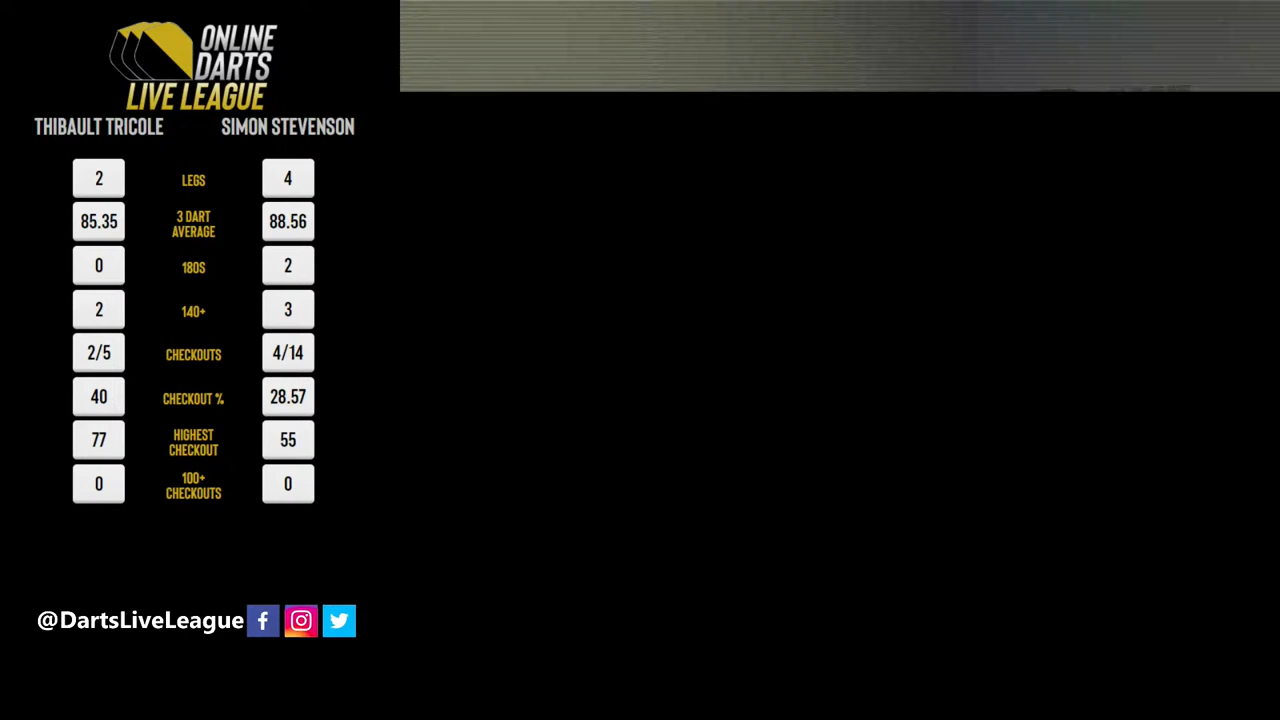 ONLINE
DARTS
LIVE LEAGUE
THIBAULT TRICOLE SIMON STEVENSON
2 LEGS 4
85.35 3 DART AVERAGE 88.56
0 180S 2
2 140+ 3
2/5 CHECKOUTS 4/14
40 CHECKOUT % 28.57
77 HIGHEST CHECKOUT 55
0 100+ CHECKOUTS 0
@DartsLiveLeague